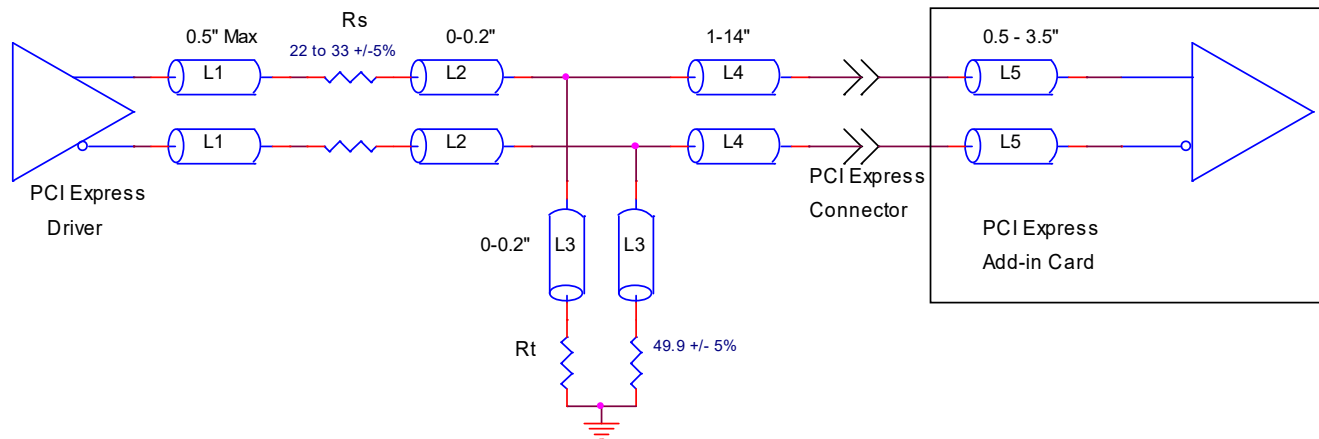 Rs
0.5" Max
22 to 33 +/-5%
0-0.2"
1-14"
0.5 - 3.5"
L1
L2
L4
L5
L1
L2
L4
L5
PCI Express
Driver
PCI Express
Connector
0-0.2"
L3
L3
PCI Express
Add-in Card
Rt
49.9 +/- 5%